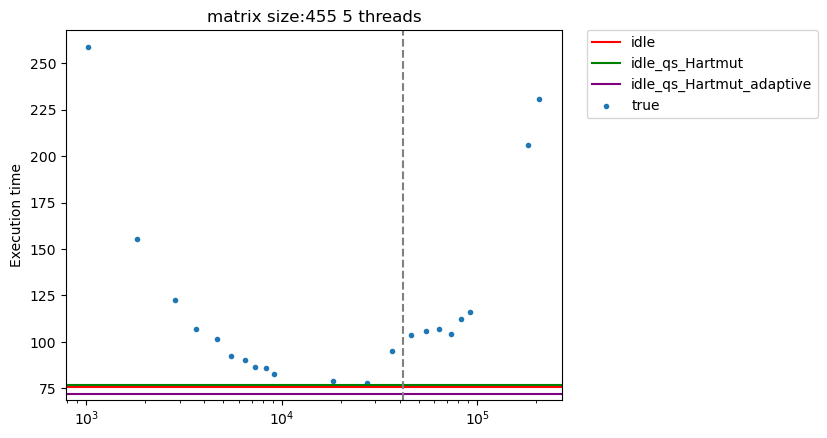 matrix size:455 5 threads
Execution time
250
225
200
175
150
125
100
75
10³
10⁴
10⁵
idle
idle_qs_Hartmut
idle_qs_Hartmut_adaptive
true